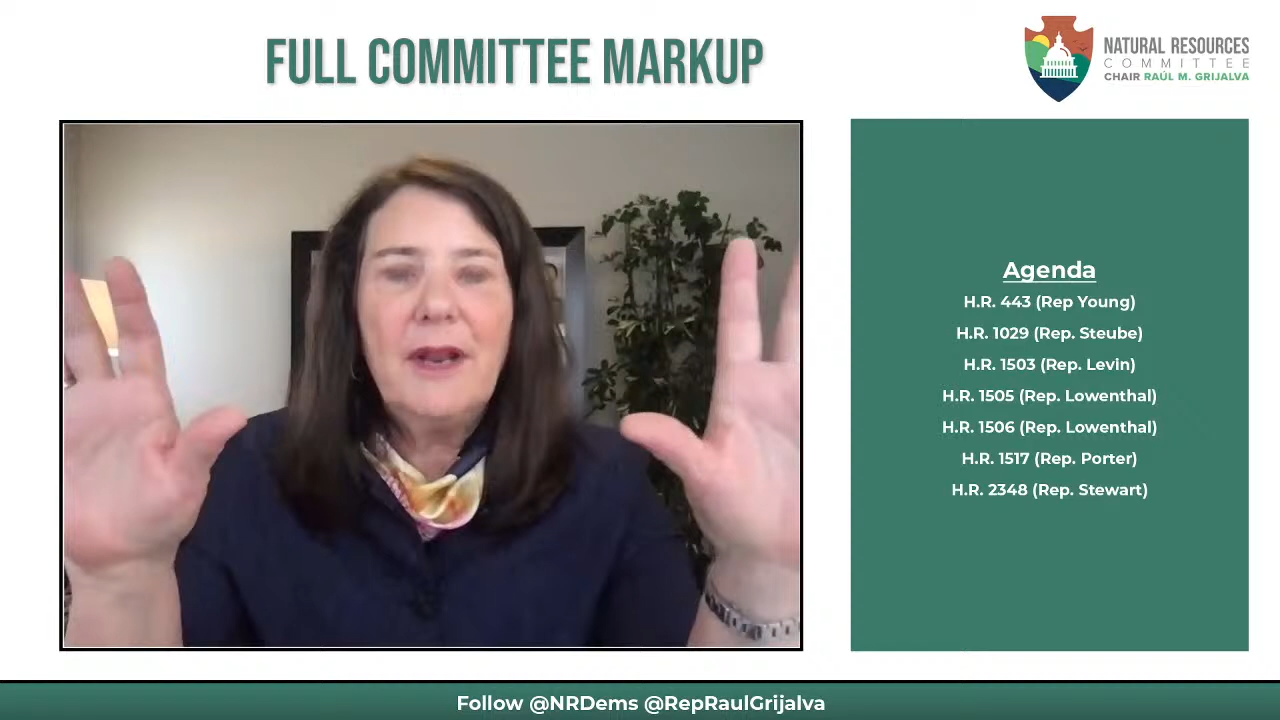 FULL COMMITTEE MARKUP
NATURAL RESOURCES
COMMITTEE
CHAIR RAÚL M. GRIJALVA
Agenda
H.R. 443 (Rep Young)
H.R. 1029 (Rep. Steube)
H.R. 1503 (Rep. Levin)
H.R. 1505 (Rep. Lowenthal)
H.R. 1506 (Rep. Lowenthal)
H.R. 1517 (Rep. Porter)
H.R. 2348 (Rep. Stewart)
Follow @NRDems @RepRaulGrijalva